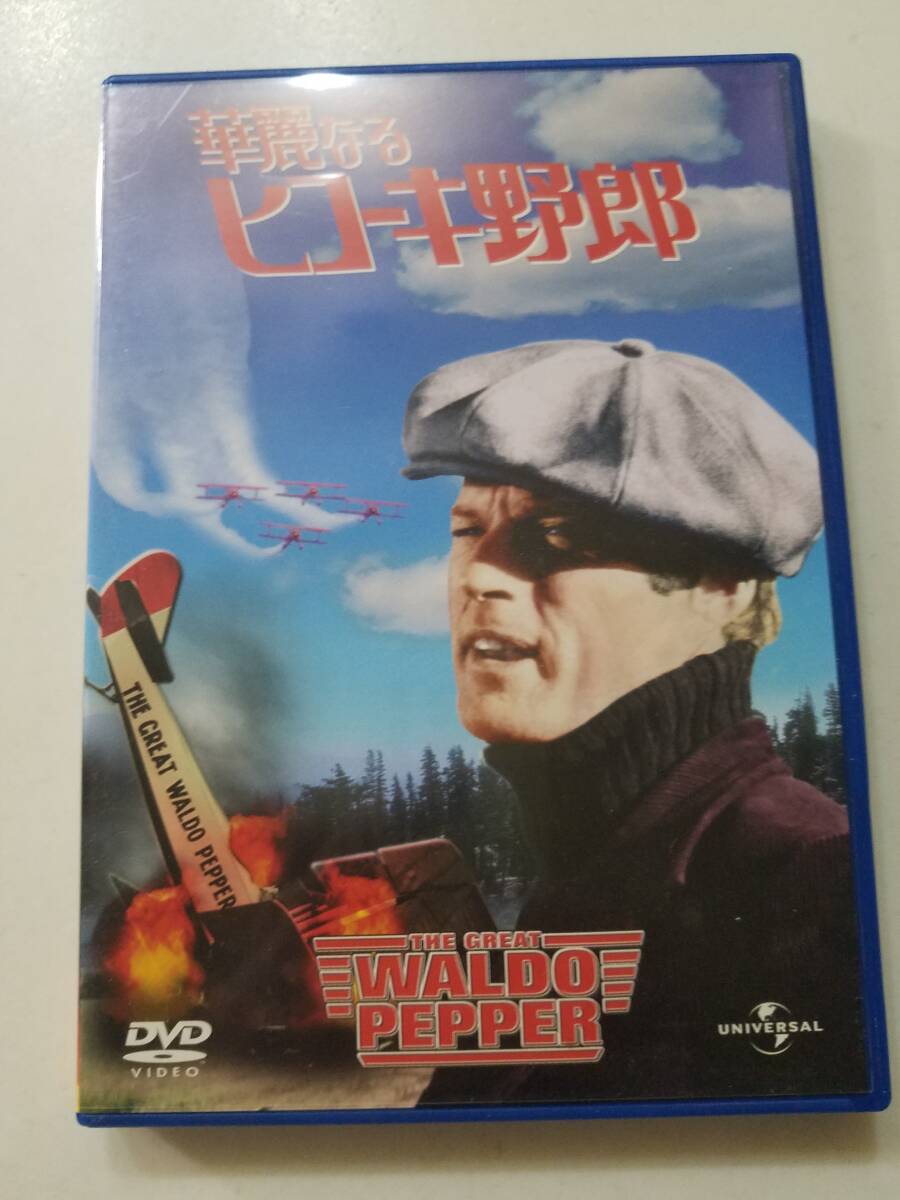 華麗なる
ヒコーキ野郎
THE GREAT WALDO PEPPER
THE GREAT
WALDO
PEPPER
DVD
VIDEO
UNIVERSAL